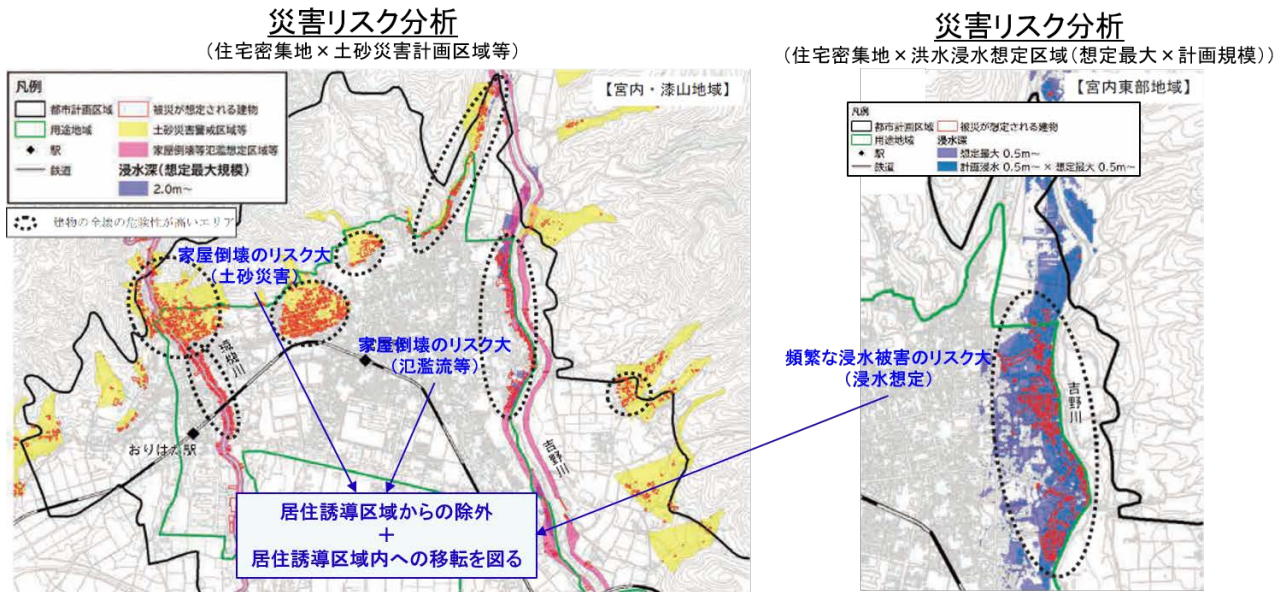 災害リスク分析
(住宅密集地×土砂災害計画区域等)
凡例
都市計画区域
被災が想定される建物
用途地域
土砂災害警戒区域等
駅
家屋倒壊等氾濫想定区域等
鉄道
浸水深(想定最大規模)
2.0m～
建物の全壊の危険性が高いエリア
【宮内・漆山地域】
家屋倒壊のリスク大
(土砂災害)
家屋倒壊のリスク大
(氾濫流等)
おりはた駅
吉野川
居住誘導区域からの除外
+
居住誘導区域内への移転を図る
災害リスク分析
(住宅密集地×洪水浸水想定区域(想定最大×計画規模))
凡例
都市計画区域
被災が想定される建物
用途地域
浸水深
駅
想定最大 0.5m～
鉄道
計画浸水 0.5m～ × 想定最大 0.5m～
【宮内東部地域】
頻繁な浸水被害のリスク大
(浸水想定)
吉野川